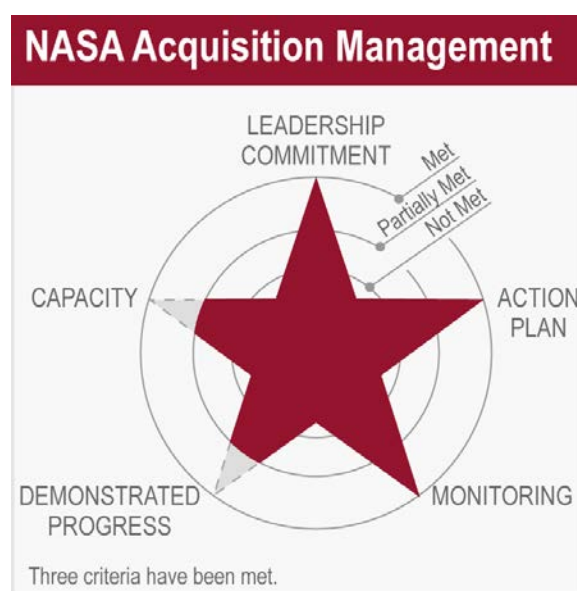 NASA Acquisition Management
LEADERSHIP
COMMITMENT
Met
Partially Met
Not Met
CAPACITY
ACTION
PLAN
DEMONSTRATED
PROGRESS
MONITORING
Three criteria have been met.